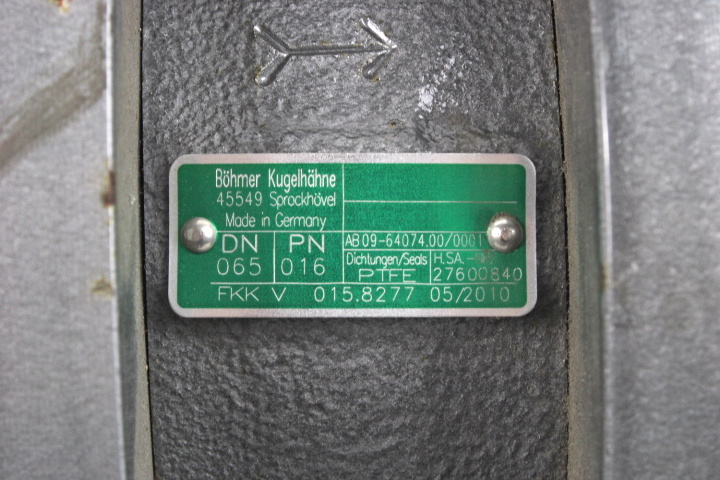 Böhmer Kugelhähne
45549 Sprockhövel
Made in Germany
DN PN
065 016
AB09-64074.00/0001
Dichtungen/Seals H.SA.-
PTFE 27600840
FKK V 015.8277 05/2010